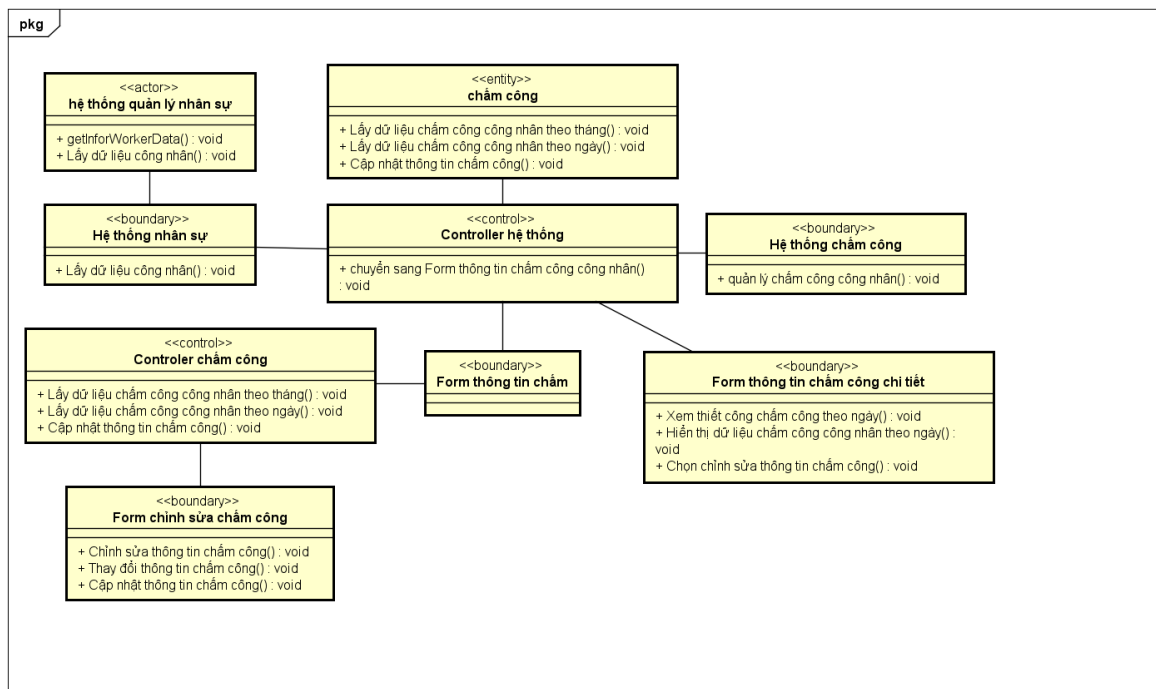 pkg
<<actor>>
hệ thống quản lý nhân sự
+ getInforWorkerData() : void
+ Lấy dữ liệu công nhân() : void
<<entity>>
chấm công
+ Lấy dữ liệu chấm công công nhân theo tháng() : void
+ Lấy dữ liệu chấm công công nhân theo ngày() : void
+ Cập nhật thông tin chấm công() : void
<<boundary>>
Hệ thống nhân sự
+ Lấy dữ liệu công nhân() : void
<<control>>
Controller hệ thống
+ chuyển sang Form thông tin chấm công công nhân()
: void
<<boundary>>
Hệ thống chấm công
+ quản lý chấm công công nhân() : void
<<control>>
Controler chấm công
+ Lấy dữ liệu chấm công công nhân theo tháng() : void
+ Lấy dữ liệu chấm công công nhân theo ngày() : void
+ Cập nhật thông tin chấm công() : void
<<boundary>>
Form thông tin chấm
<<boundary>>
Form thông tin chấm công chi tiết
+ Xem thiết công chấm công theo ngày() : void
+ Hiển thị dữ liệu chấm công công nhân theo ngày() :
void
+ Chọn chỉnh sửa thông tin chấm công() : void
<<boundary>>
Form chỉnh sửa chấm công
+ Chỉnh sửa thông tin chấm công() : void
+ Thay đổi thông tin chấm công() : void
+ Cập nhật thông tin chấm công() : void